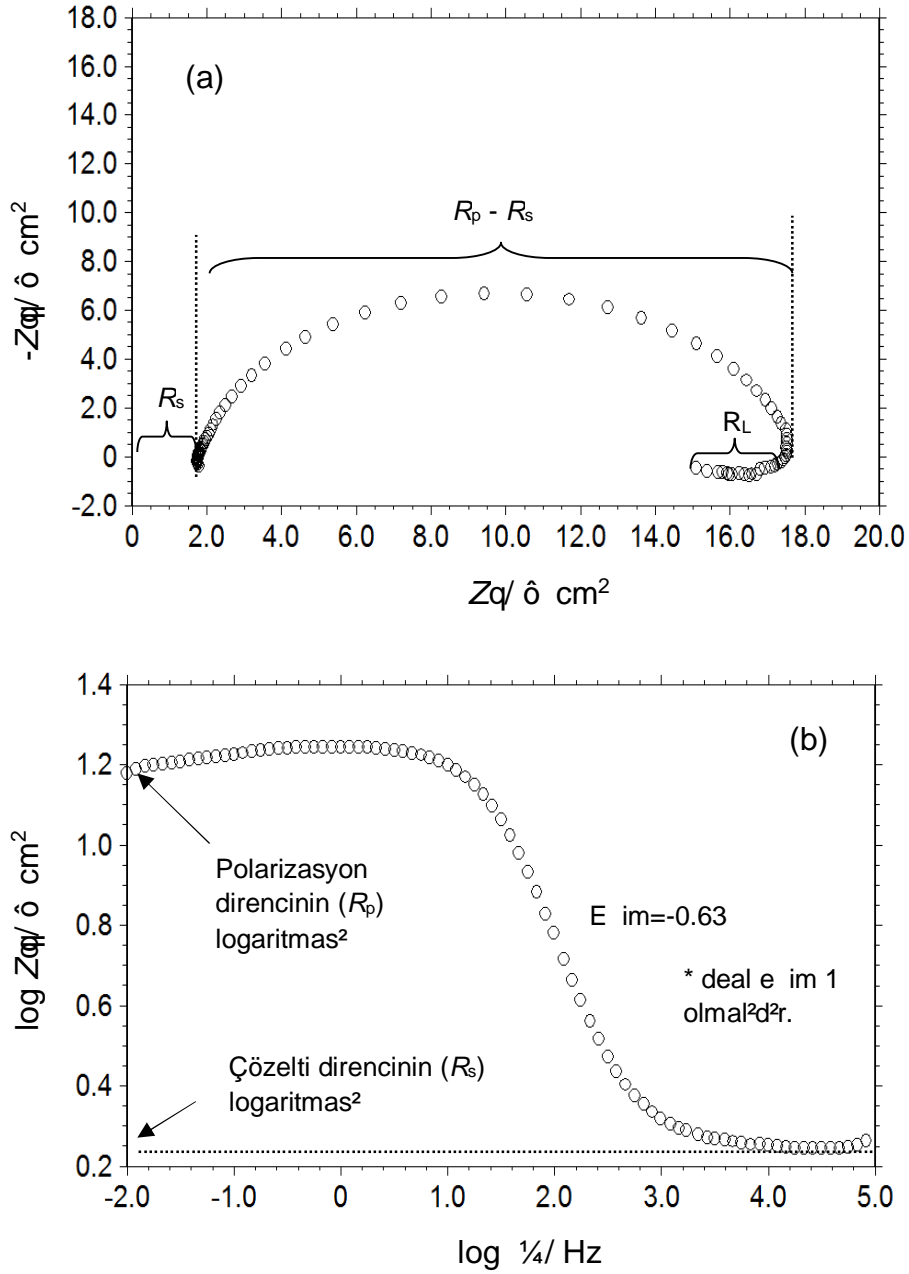 18.0
16.0
14.0
12.0
10.0
8.0
6.0
4.0
2.0
0
-2.0
(a)
Rp - Rs
Rs
RL
-Zq/ ô cm²
0 2.0 4.0 6.0 8.0 10.0 12.0 14.0 16.0 18.0 20.0
Zq/ ô cm²
1.4
1.2
1.0
0.8
0.6
0.4
0.2
(b)
Polarizasyon
direncinin (Rp)
logaritmas²
E im=-0.63
* deal e im 1
olmal²d²r.
Çözelti direncinin (Rs)
logaritmas²
log Zq/ ô cm²
-2.0 -1.0 0 1.0 2.0 3.0 4.0 5.0
log ¼/ Hz